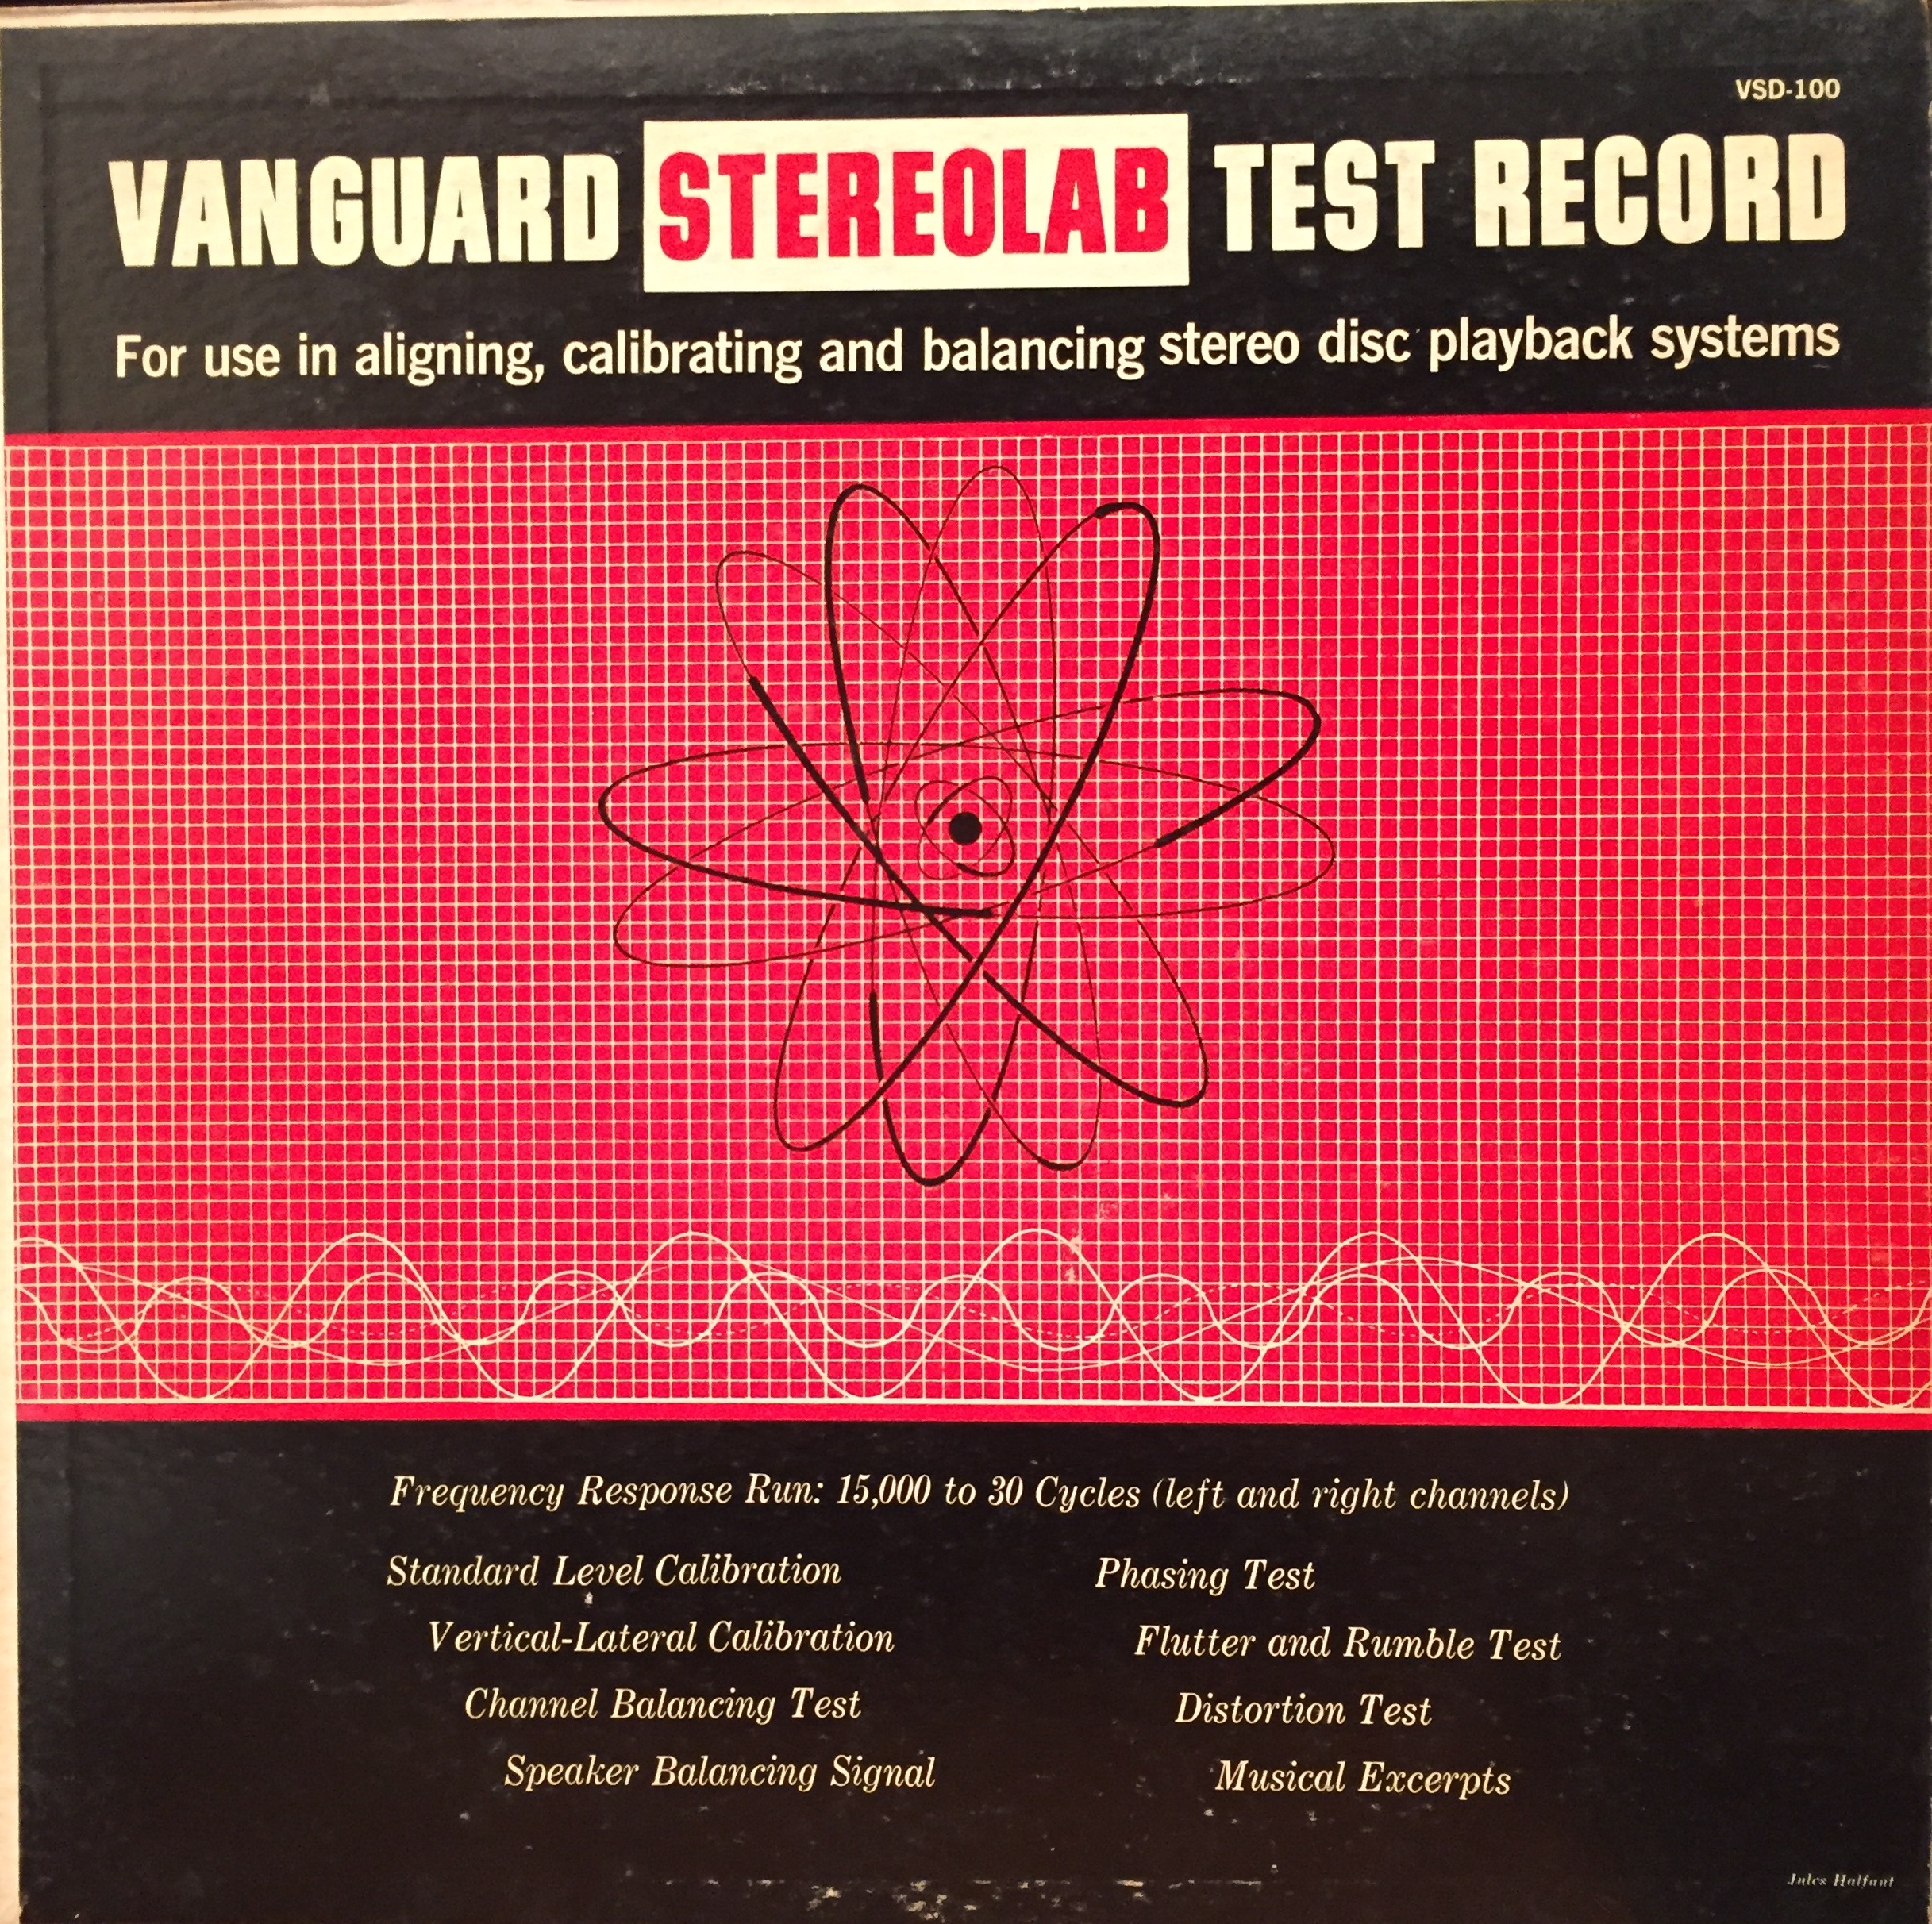 VSD-100
VANGUARD STEREOLAB TEST RECORD
For use in aligning, calibrating and balancing stereo disc playback systems
Frequency Response Run: 15,000 to 30 Cycles (left and right channels)
Standard Level Calibration
Vertical-Lateral Calibration
Channel Balancing Test
Speaker Balancing Signal
Phasing Test
Flutter and Rumble Test
Distortion Test
Musical Excerpts
Jules Halfant